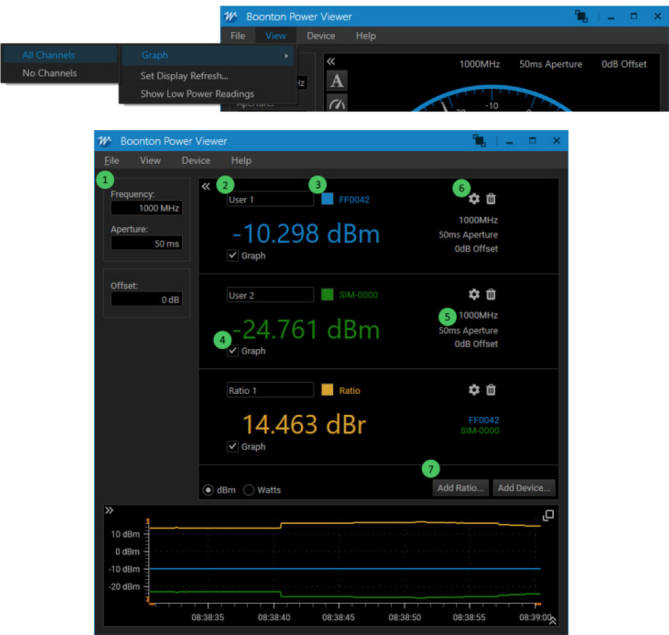 Boonton Power Viewer
File View Device Help
All Channels
No Channels
Graph
Set Display Refresh...
Show Low Power Readings
Hz
Aperture:
A
1000MHz 50ms Aperture 0dB Offset
-20
-10
Boonton Power Viewer
File View Device Help
1
Frequency:
1000 MHz
Aperture:
50 ms
Offset:
0 dB
2 3 6
User 1 FF0042
-10.298 dBm
1000MHz
50ms Aperture
0dB Offset
Graph
User 2 SIM-0000
-24.761 dBm
5 1000MHz
50ms Aperture
0dB Offset
4
Graph
Ratio 1 Ratio
14.463 dBr
FF0042
SIM-0000
Graph
7
dBm Watts Add Ratio... Add Device...
10 dBm
0 dBm
-10 dBm
-20 dBm
08:38:35 08:38:40 08:38:45 08:38:50 08:38:55 08:39:00